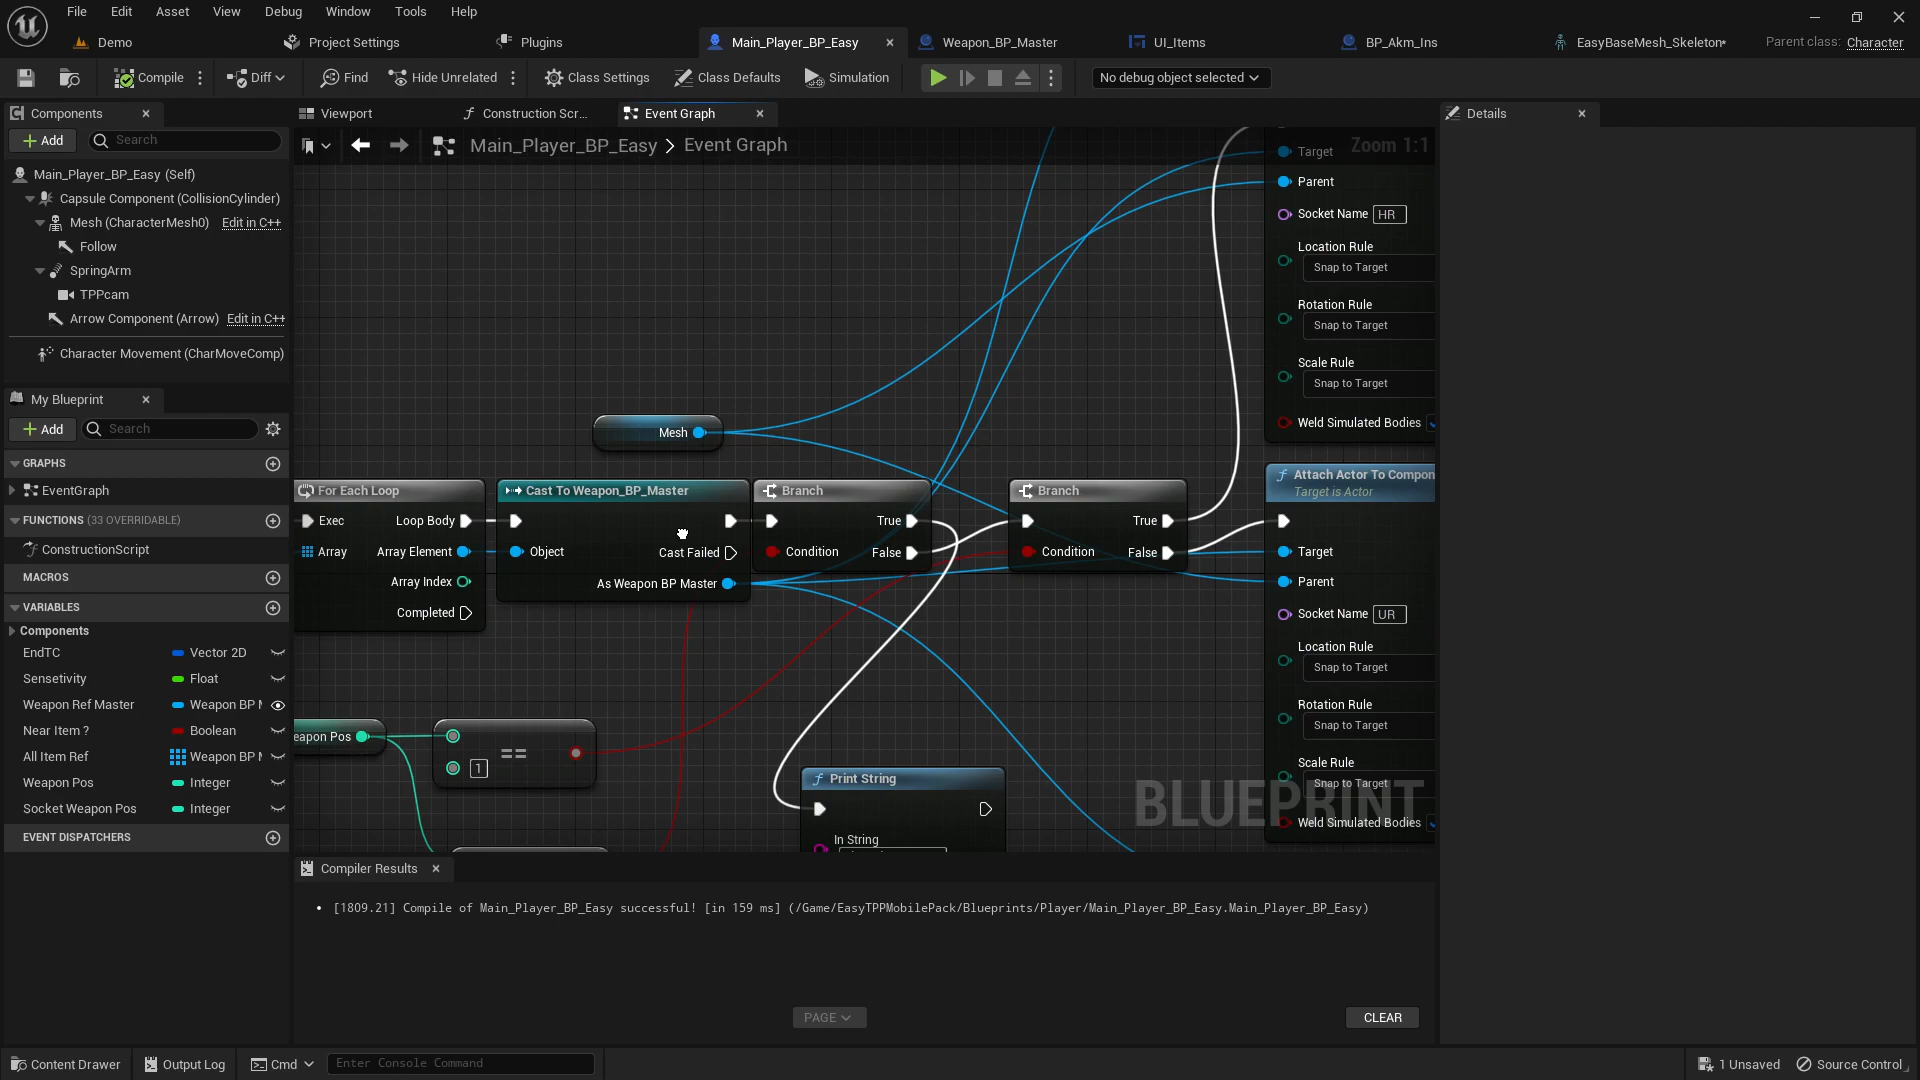 File Edit Asset View Debug Window Tools Help
Demo Project Settings Plugins Main_Player_BP_Easy Weapon_BP_Master UI_Items BP_Akm_Ins EasyBaseMesh_Skeleton* Parent class: Character
Compile Diff Find Hide Unrelated Class Settings Class Defaults Simulation No debug object selected
Components
Add Search
Main_Player_BP_Easy (Self)
Capsule Component (CollisionCylinder)
Mesh (CharacterMesh0) Edit in C++
Follow
SpringArm
TPPcam
Arrow Component (Arrow) Edit in C++
Character Movement (CharMoveComp)
My Blueprint
Add Search
GRAPHS
EventGraph
FUNCTIONS (33 OVERRIDABLE)
ConstructionScript
MACROS
VARIABLES
Components
EndTC Vector 2D
Sensetivity Float
Weapon Ref Master Weapon BP
Near Item ? Boolean
All Item Ref Weapon BP
Weapon Pos Integer
Socket Weapon Pos Integer
EVENT DISPATCHERS
Viewport Construction Scr... Event Graph
Main_Player_BP_Easy > Event Graph
Zoom 1:1
Mesh
For Each Loop
Exec Loop Body
Array Array Element
Array Index
Completed
Cast To Weapon_BP_Master
Object Cast Failed
As Weapon BP Master
Branch
True
Condition False
Branch
True
Condition False
eapon Pos
1
==
Print String
In String
Target
Parent
Socket Name HR
Location Rule
Snap to Target
Rotation Rule
Snap to Target
Scale Rule
Snap to Target
Weld Simulated Bodies
Attach Actor To Compon
Target is Actor
Target
Parent
Socket Name UR
Location Rule
Snap to Target
Rotation Rule
Snap to Target
Scale Rule
Snap to Target
Weld Simulated Bodies
BLUEPRINT
Details
Compiler Results
[1809.21] Compile of Main_Player_BP_Easy successful! [in 159 ms] (/Game/EasyTPPMobilePack/Blueprints/Player/Main_Player_BP_Easy.Main_Player_BP_Easy)
PAGE CLEAR
Content Drawer Output Log Cmd Enter Console Command 1 Unsaved Source Control